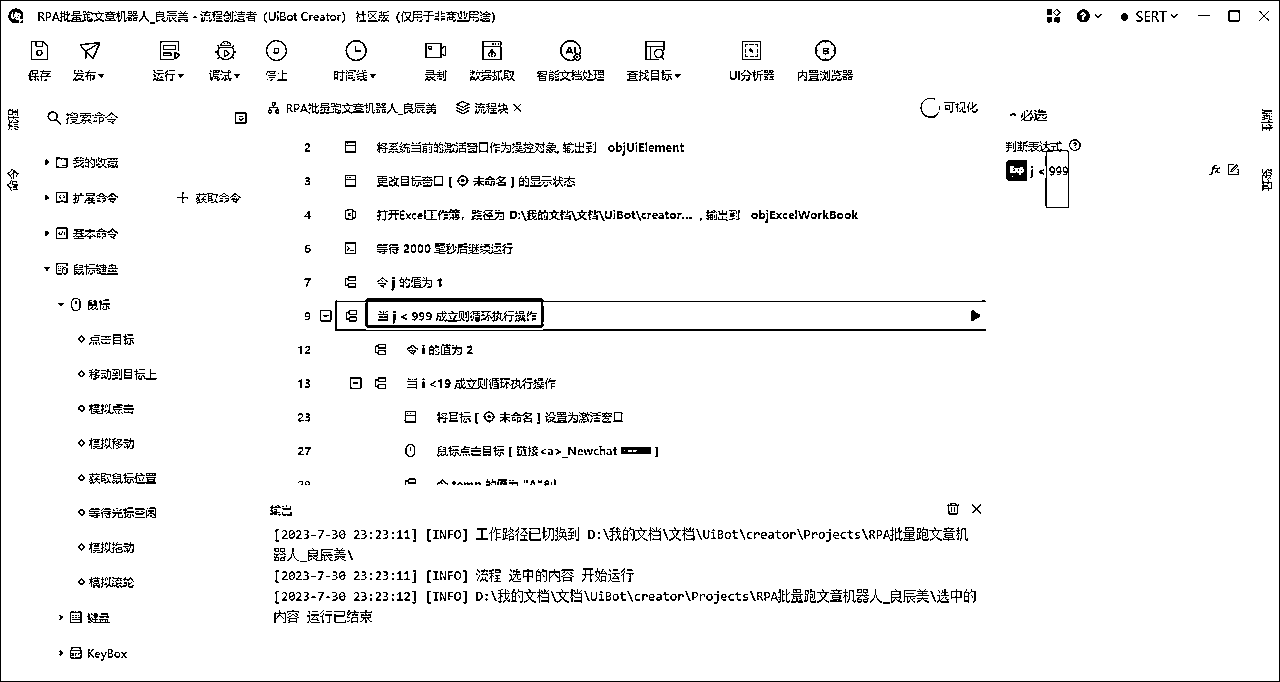 RPA批量跑文章机器人_良辰美 - 流程创造者（UiBot Creator） 社区版（仅用于非商业用途）
SERT
保存 发布 运行 调试 停止 时间线 录制 数据抓取 智能文档处理 查找目标 UI分析器 内置浏览器
搜索命令
我的收藏
扩展命令 获取命令
基本命令
鼠标键盘
鼠标
点击目标
移动到目标上
模拟点击
模拟移动
获取鼠标位置
等待光标空闲
模拟拖动
模拟滚轮
键盘
KeyBox
RPA批量跑文章机器人_良辰美 流程块 可视化
2 将系统当前的激活窗口作为操控对象, 输出到 objUiElement
3 更改目标窗口 [ 未命名 ] 的显示状态
4 打开Excel工作簿，路径为 D:\我的文档\文档\UiBot\creator... , 输出到 objExcelWorkBook
6 等待 2000 毫秒后继续运行
7 令 j 的值为 1
9 当 j < 999 成立则循环执行操作
12 令 i 的值为 2
13 当 i <19 成立则循环执行操作
23 将目标 [ 未命名 ] 设置为激活窗口
27 鼠标点击目标 [ 链接<a>_Newchat ]
输出
[2023-7-30 23:23:11] [INFO] 工作路径已切换到 D:\我的文档\文档\UiBot\creator\Projects\RPA批量跑文章机
器人_良辰美\
[2023-7-30 23:23:11] [INFO] 流程 选中的内容 开始运行
[2023-7-30 23:23:12] [INFO] D:\我的文档\文档\UiBot\creator\Projects\RPA批量跑文章机器人_良辰美\选中的
内容 运行已结束
必选
判断表达式
Exp j < 999 fx